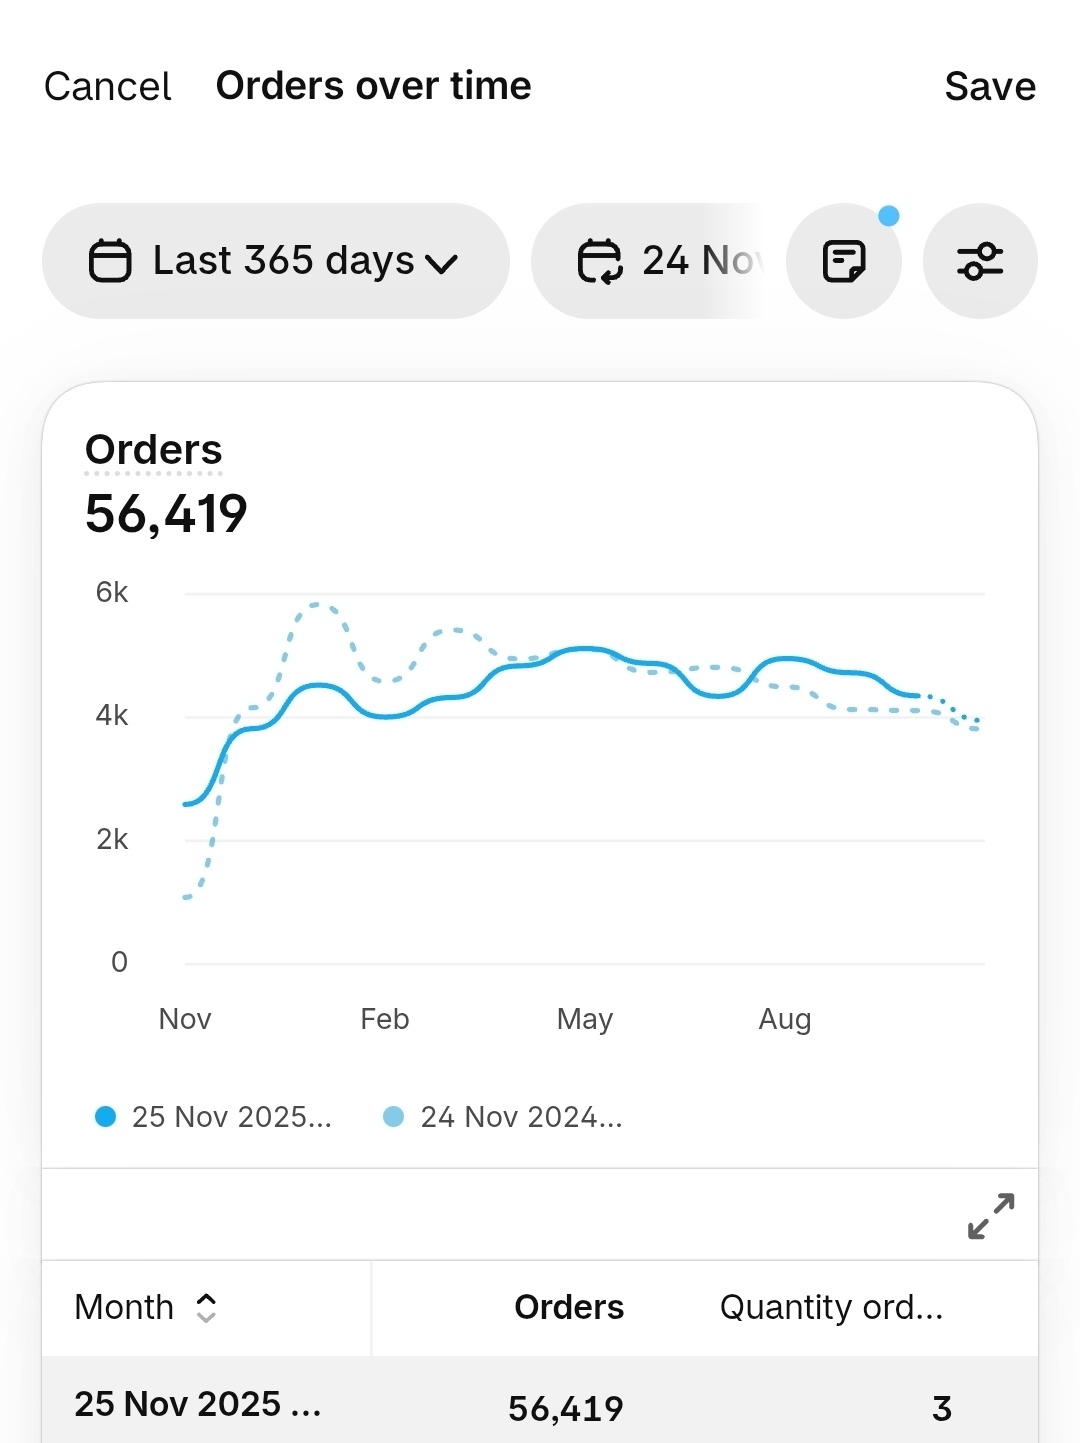 Cancel Orders over time Save
Last 365 days 24 Nov
Orders
56,419
6k
4k
2k
0
Nov Feb May Aug
25 Nov 2025... 24 Nov 2024...
Month Orders Quantity ord...
25 Nov 2025 ... 56,419 3